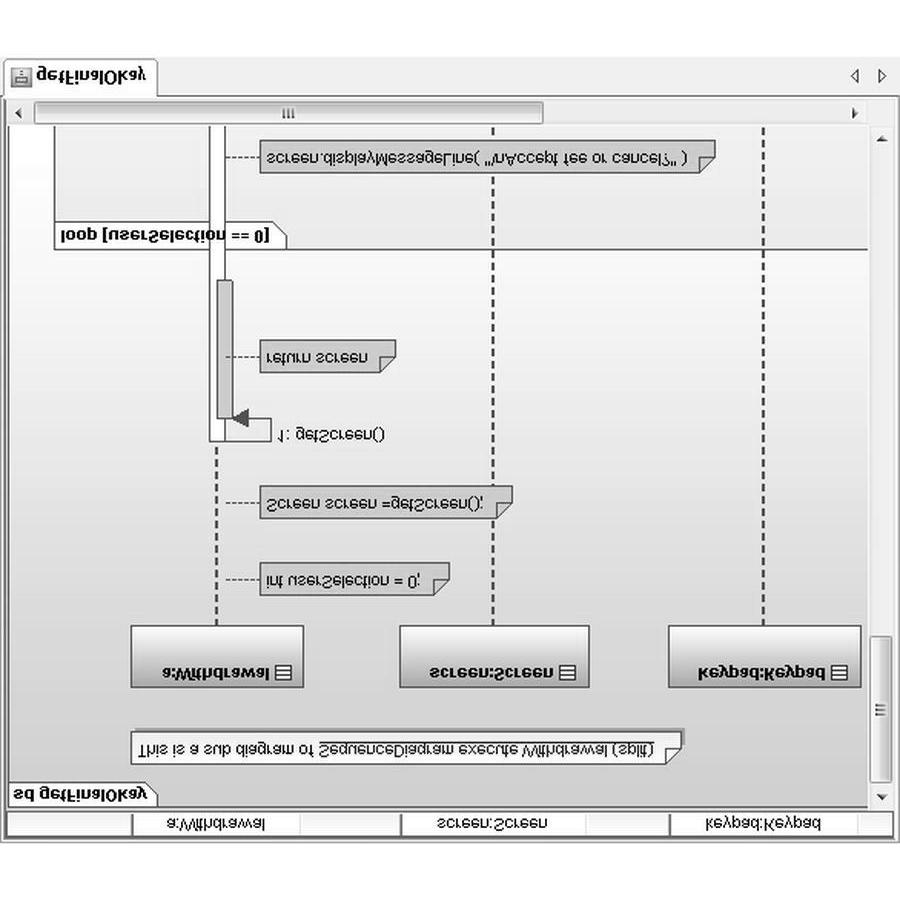 a:Withdrawal
screen:Screen
keypad:Keypad
sd getFinalOkay
This is a sub diagram of SequenceDiagram execute Withdrawal (split)
a:Withdrawal
screen:Screen
keypad:Keypad
int userSelection = 0;
Screen screen =getScreen();
1: getScreen()
return screen
loop [userSelection == 0]
screen.displayMessageLine( "\nAccept fee or cancel?" )
getFinalOkay